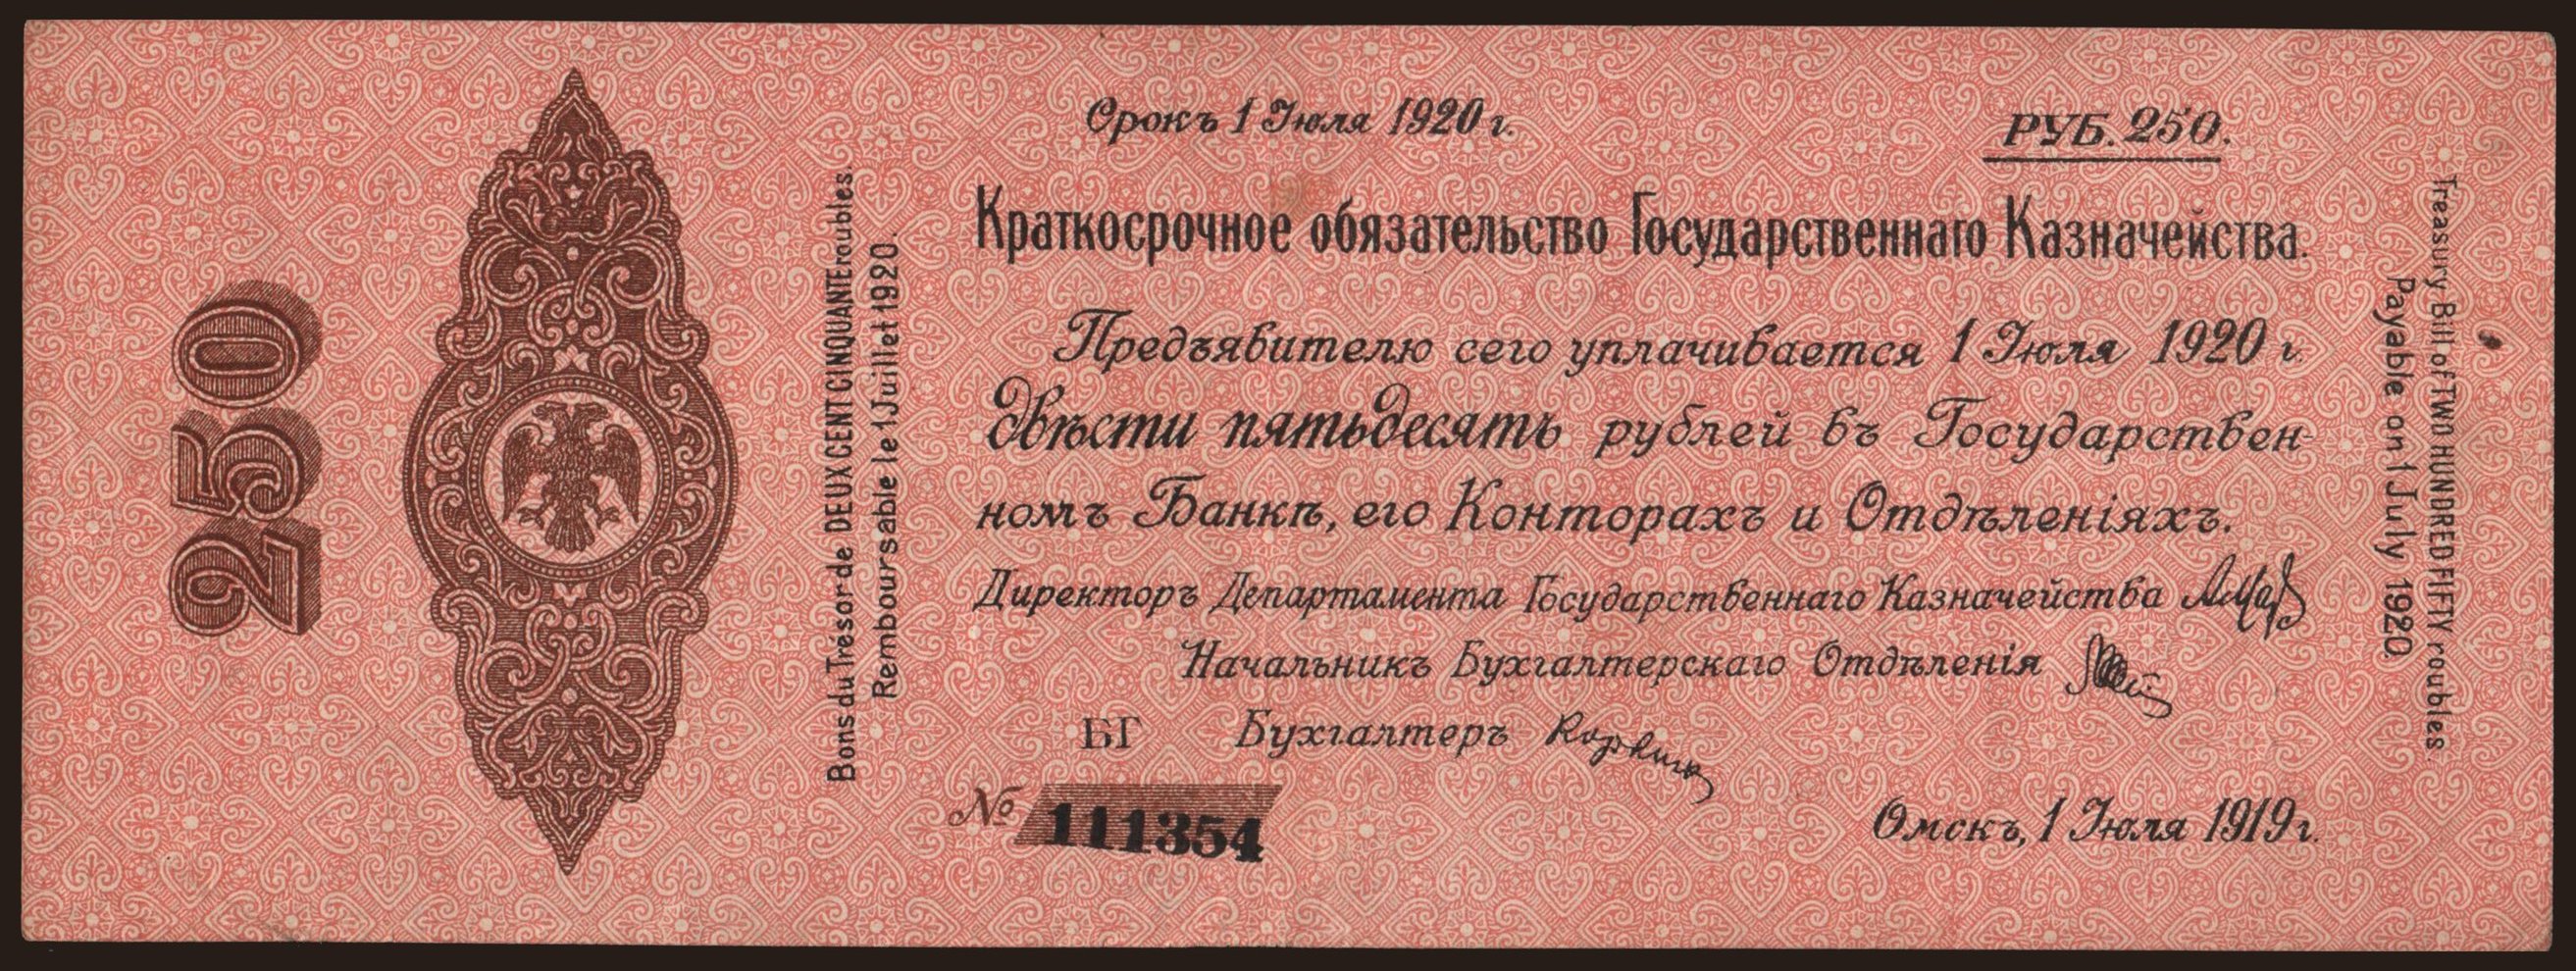 250
Bons du Trésor de DEUX CENT CINQUANTE roubles.
Remboursable le 1 Juillet 1920.
Срокъ 1 Июля 1920 г.
РУБ. 250.
Краткосрочное обязательство Государственнаго Казначейства.
Предъявителю сего уплачивается 1 Июля 1920 г.
двѣсти пятьдесятъ рублей въ Государствен-
номъ Банкѣ, его Конторахъ и Отдѣленіяхъ.
Директоръ Департамента Государственнаго Казначейства
Начальникъ Бухгалтерскаго Отдѣленія
БГ Бухгалтеръ
№ 111354
Омскъ, 1 Июля 1919 г.
Treasury Bill of TWO HUNDRED FIFTY roubles.
Payable on 1 July 1920.